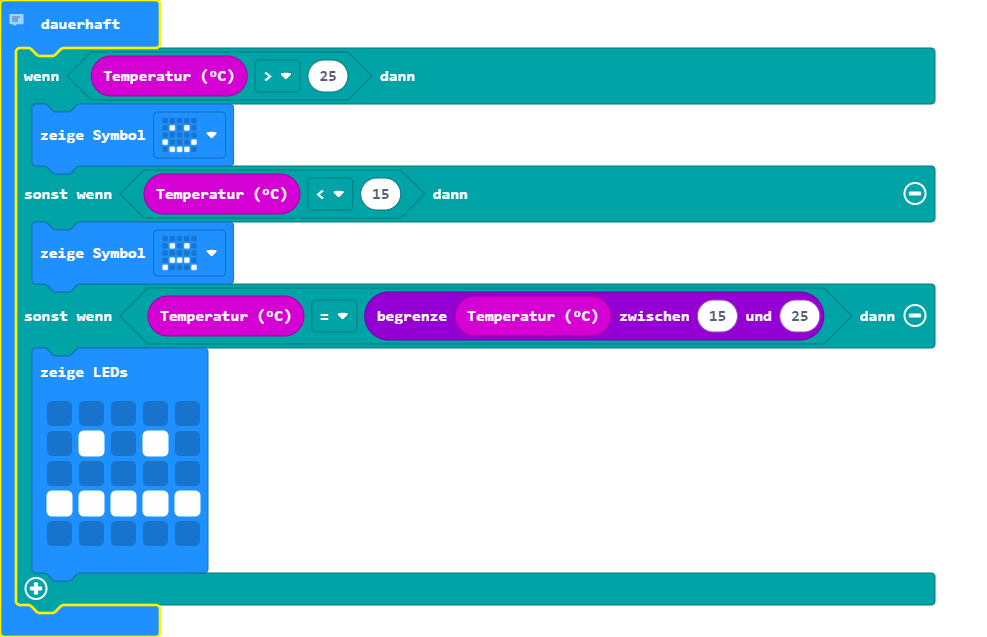 dauerhaft
wenn Temperatur (ºC) > 25 dann
zeige Symbol
sonst wenn Temperatur (ºC) < 15 dann
zeige Symbol
sonst wenn Temperatur (ºC) = begrenze Temperatur (ºC) zwischen 15 und 25 dann
zeige LEDs